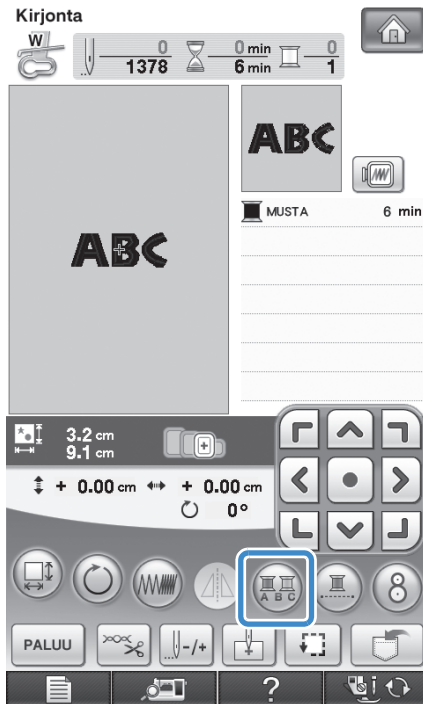 Kirjonta
W
0 0 min 0
1378 6 min 1
ABC
ABC
MUSTA 6 min
3.2 cm
9.1 cm
+ 0.00 cm + 0.00 cm
0°
A B C
8
PALUU -/+
?